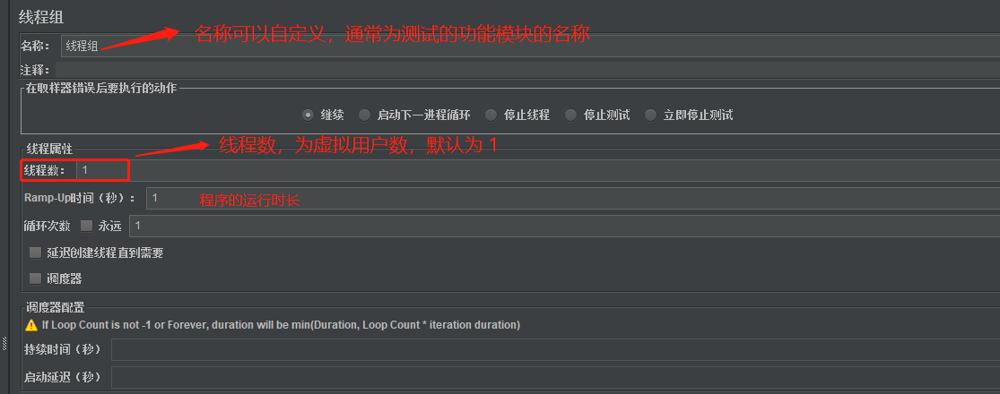 线程组
名称可以自定义，通常为测试的功能模块的名称
名称： 线程组
注释：
在取样器错误后要执行的动作
继续 启动下一进程循环 停止线程 停止测试 立即停止测试
线程属性 线程数，为虚拟用户数，默认为 1
线程数： 1
Ramp-Up时间（秒）： 1 程序的运行时长
循环次数 永远 1
延迟创建线程直到需要
调度器
调度器配置
If Loop Count is not -1 or Forever, duration will be min(Duration, Loop Count * iteration duration)
持续时间（秒）
启动延迟（秒）